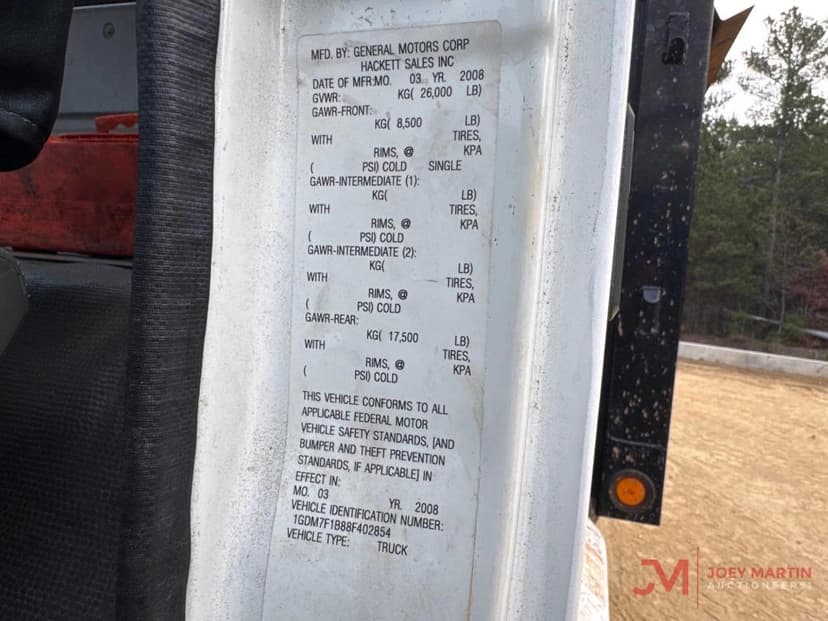 MFD. BY: GENERAL MOTORS CORP
HACKETT SALES INC
DATE OF MFR:MO. 03 YR. 2008
GVWR: KG( 26,000 LB)
GAWR-FRONT:
KG( 8,500 LB)
WITH TIRES,
RIMS, @ KPA
( PSI) COLD SINGLE
GAWR-INTERMEDIATE (1):
KG( LB)
WITH TIRES,
RIMS, @ KPA
( PSI) COLD
GAWR-INTERMEDIATE (2):
KG( LB)
WITH TIRES,
RIMS, @ KPA
( PSI) COLD
GAWR-REAR:
KG( 17,500 LB)
WITH TIRES,
RIMS, @ KPA
( PSI) COLD
THIS VEHICLE CONFORMS TO ALL
APPLICABLE FEDERAL MOTOR
VEHICLE SAFETY STANDARDS, [AND
BUMPER AND THEFT PREVENTION
STANDARDS, IF APPLICABLE] IN
EFFECT IN:
MO. 03 YR. 2008
VEHICLE IDENTIFICATION NUMBER:
1GDM7F1B88F402854
VEHICLE TYPE: TRUCK
JM JOEY MARTIN
AUCTIONEERS